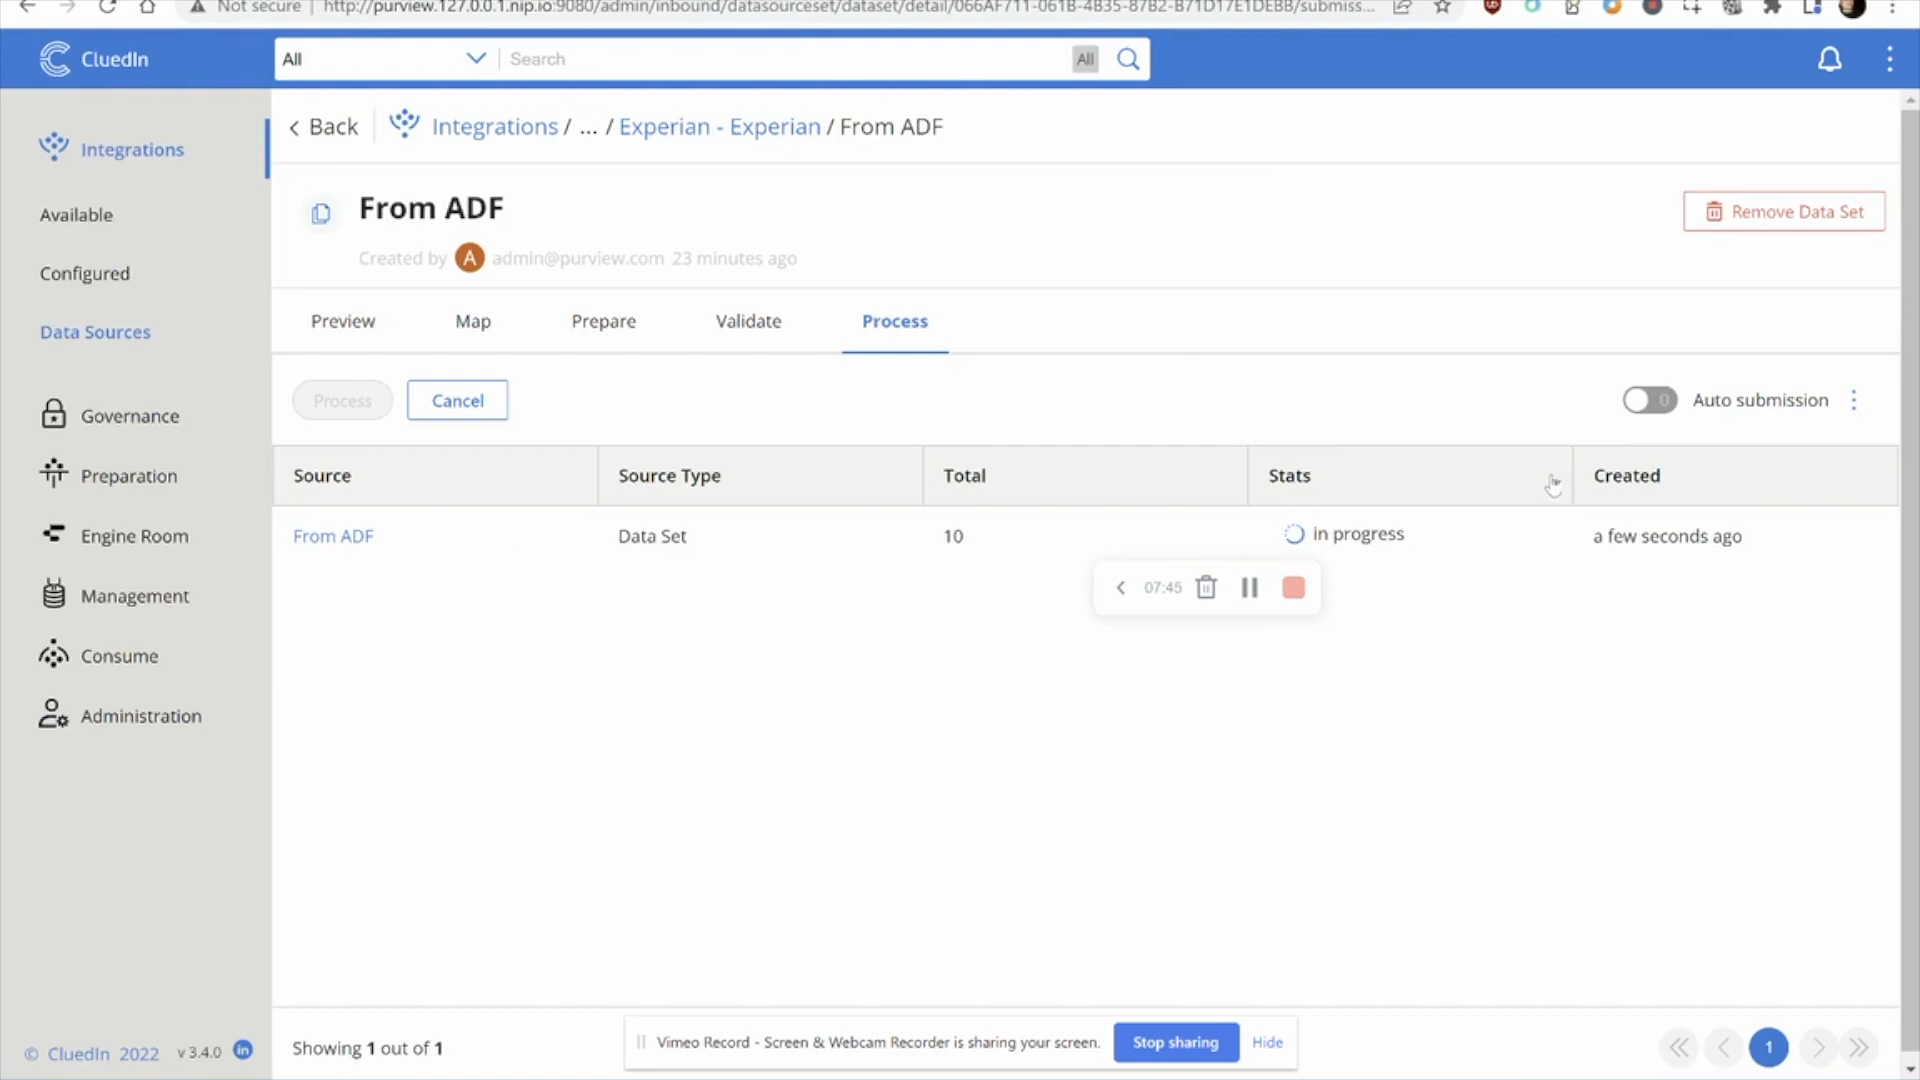 Not secure | http://purview.127.0.0.1.nip.io:9080/admin/inbound/datasourceset/dataset/detail/066AF711-061B-4B35-87B2-B71D17E1DEBB/submiss...
CluedIn
All
Search
All
Integrations
Available
Configured
Data Sources
Governance
Preparation
Engine Room
Management
Consume
Administration
© CluedIn 2022 v 3.4.0 in
Back
Integrations / ... / Experian - Experian / From ADF
From ADF
Created by A admin@purview.com 23 minutes ago
Remove Data Set
Preview Map Prepare Validate Process
Process Cancel
0 Auto submission
Source Source Type Total Stats Created
From ADF Data Set 10 in progress a few seconds ago
07:45
Showing 1 out of 1
Vimeo Record - Screen & Webcam Recorder is sharing your screen. Stop sharing Hide
1